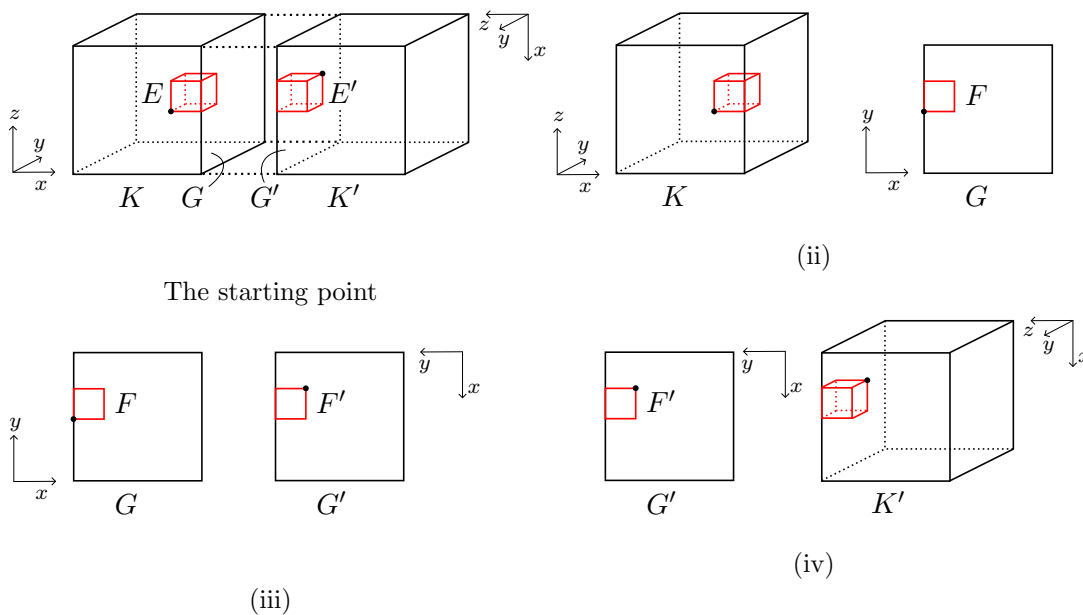 z
y
x
E
E′
K
G
G′
K′
z
y
x
The starting point
z
y
x
K
y
x
F
G
(ii)
y
x
F
G
F′
G′
y
x
(iii)
F′
G′
y
x
K′
z
y
x
(iv)